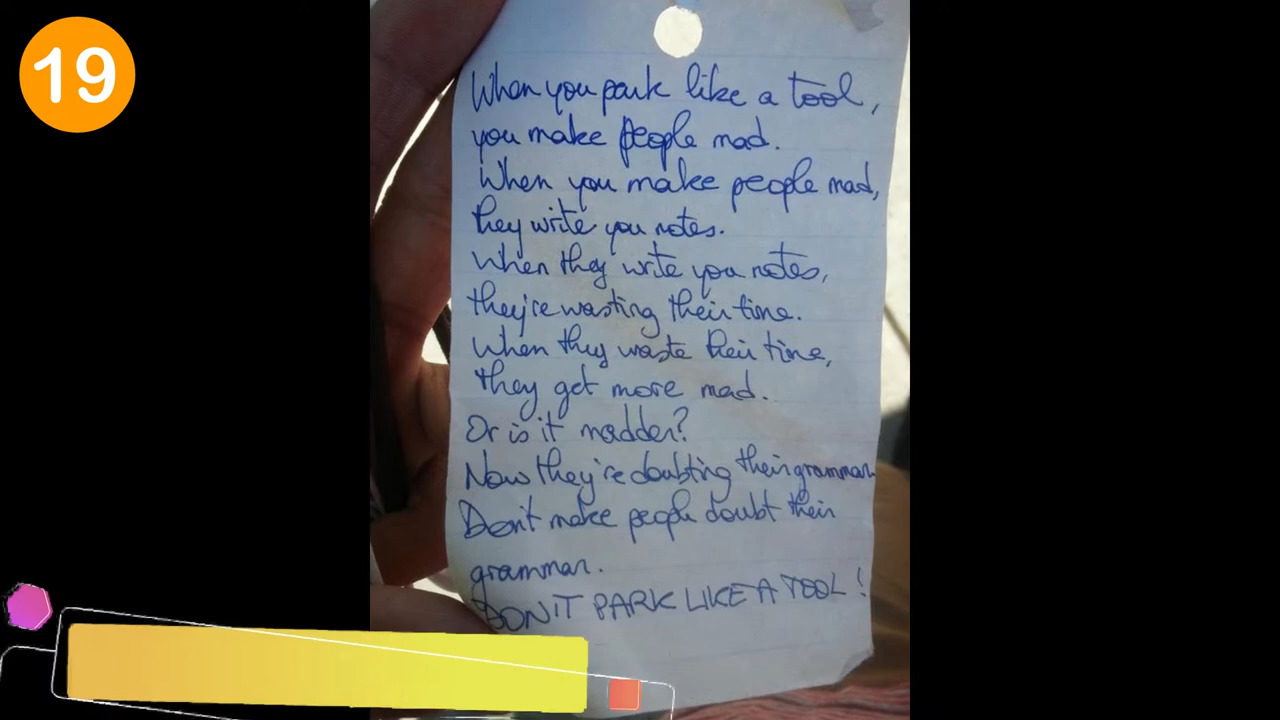 19
When you park like a tool,
you make people mad.
When you make people mad,
they write you notes.
When they write you notes,
they're wasting their time.
When they waste their time,
they get more mad.
Or is it madder?
Now they're doubting their grammar.
Don't make people doubt their
grammar.
DON'T PARK LIKE A TOOL!